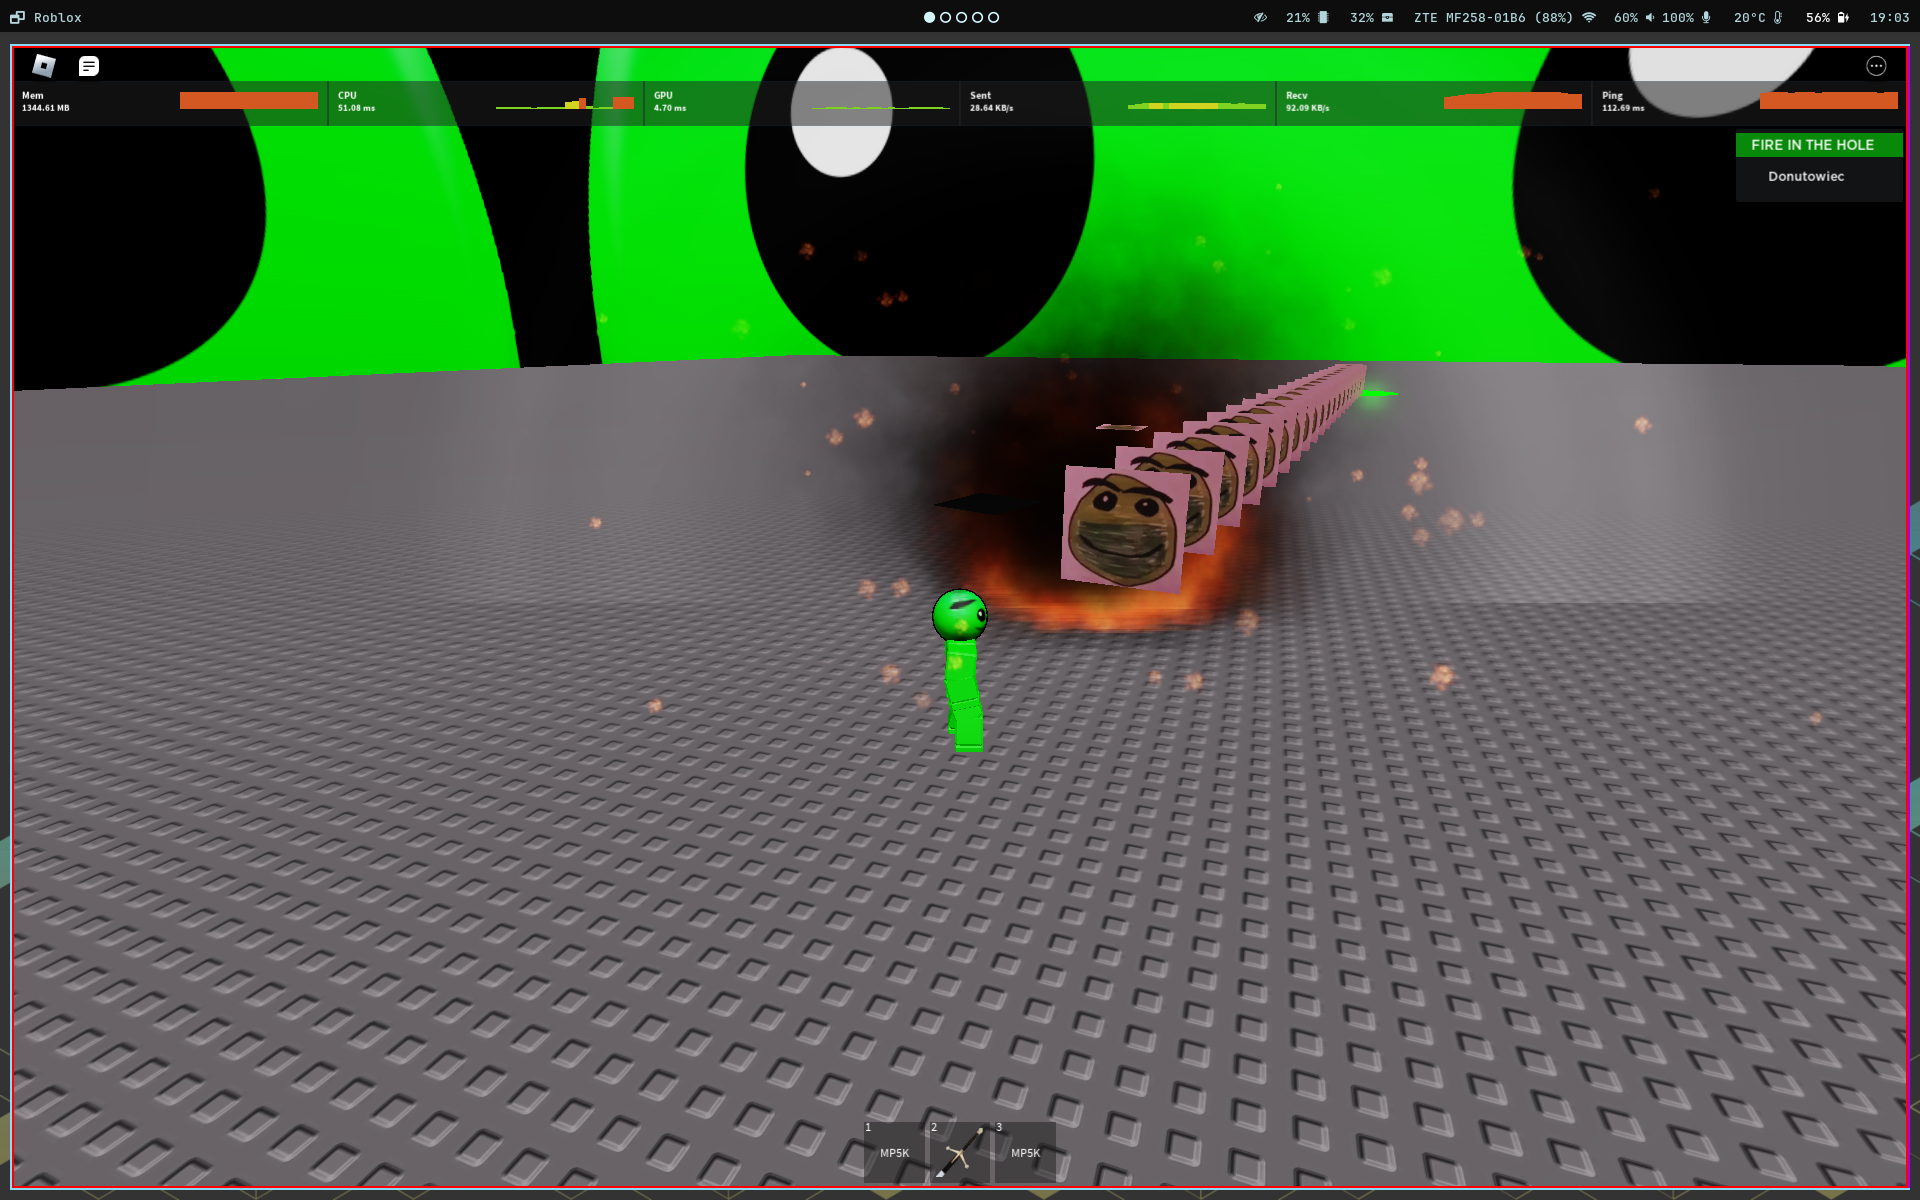 Roblox
21% 32% ZTE MF258-01B6 (88%) 60% 100% 20°C 56% 19:03
Mem
1344.61 MB
CPU
51.08 ms
GPU
4.70 ms
Sent
28.64 KB/s
Recv
92.09 KB/s
Ping
112.69 ms
FIRE IN THE HOLE
Donutowiec
1
MP5K
2
3
MP5K